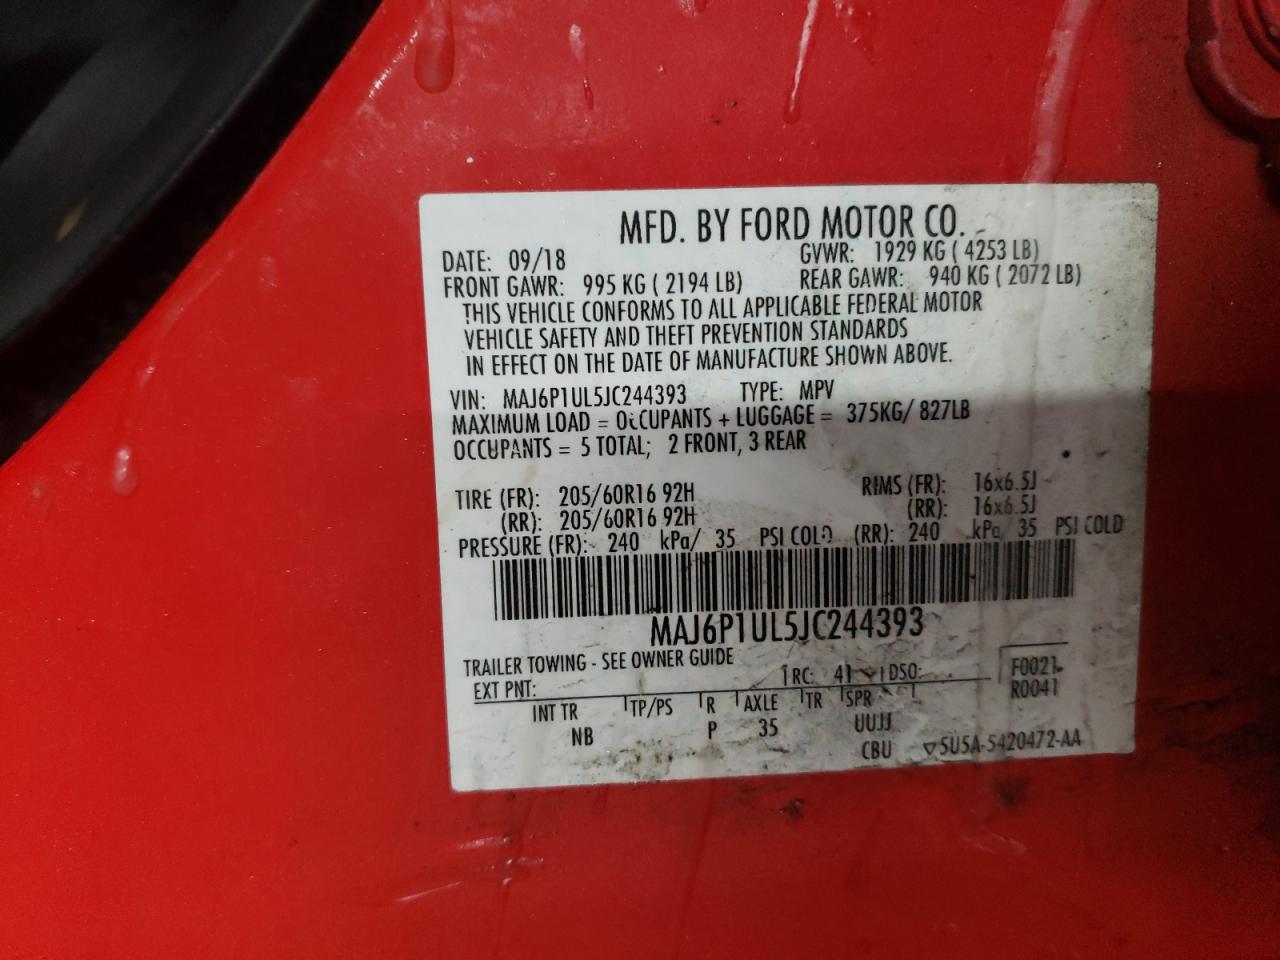 MFD. BY FORD MOTOR CO.
DATE: 09/18 GVWR: 1929 KG ( 4253 LB)
FRONT GAWR: 995 KG ( 2194 LB) REAR GAWR: 940 KG ( 2072 LB)
THIS VEHICLE CONFORMS TO ALL APPLICABLE FEDERAL MOTOR
VEHICLE SAFETY AND THEFT PREVENTION STANDARDS
IN EFFECT ON THE DATE OF MANUFACTURE SHOWN ABOVE.
VIN: MAJ6P1UL5JC244393 TYPE: MPV
MAXIMUM LOAD = OCCUPANTS + LUGGAGE = 375KG/ 827LB
OCCUPANTS = 5 TOTAL; 2 FRONT, 3 REAR
TIRE (FR): 205/60R16 92H RIMS (FR): 16x6.5J
(RR): 205/60R16 92H (RR): 16x6.5J
PRESSURE (FR): 240 kPa/ 35 PSI COLD (RR): 240 kPa 35 PSI COLD
MAJ6P1UL5JC244393
TRAILER TOWING - SEE OWNER GUIDE
EXT PNT: RC: 41 DSO: F0021
R0041
INT TR TP/PS R AXLE TR SPR
NB P 35 UUJJ
CBU 5U5A-5420472-AA